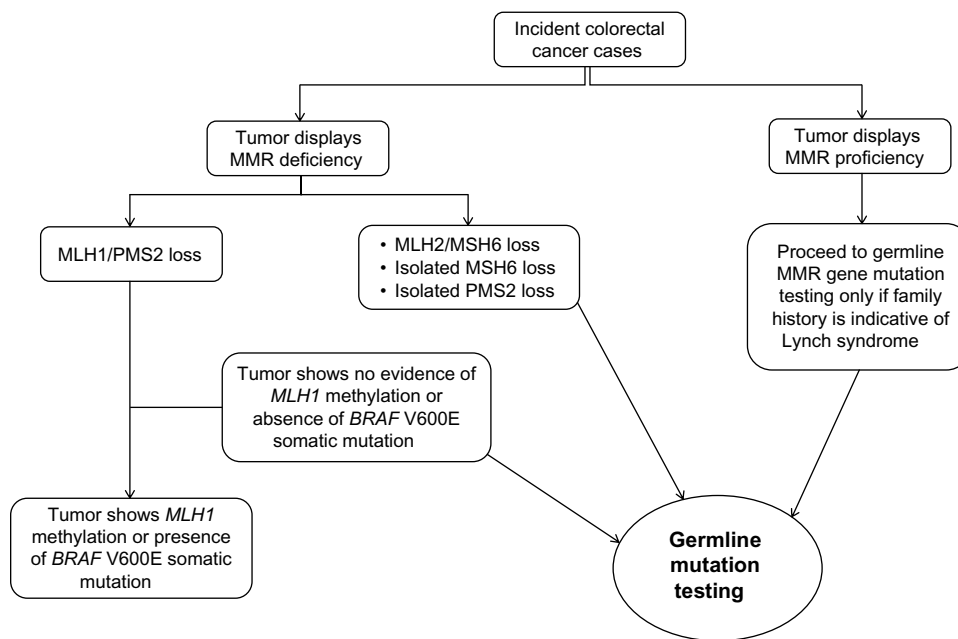 Incident colorectal
cancer cases
Tumor displays
MMR deficiency
Tumor displays
MMR proficiency
MLH1/PMS2 loss
• MLH2/MSH6 loss
• Isolated MSH6 loss
• Isolated PMS2 loss
Proceed to germline
MMR gene mutation
testing only if family
history is indicative of
Lynch syndrome
Tumor shows no evidence of
MLH1 methylation or
absence of BRAF V600E
somatic mutation
Tumor shows MLH1
methylation or presence
of BRAF V600E somatic
mutation
Germline
mutation
testing